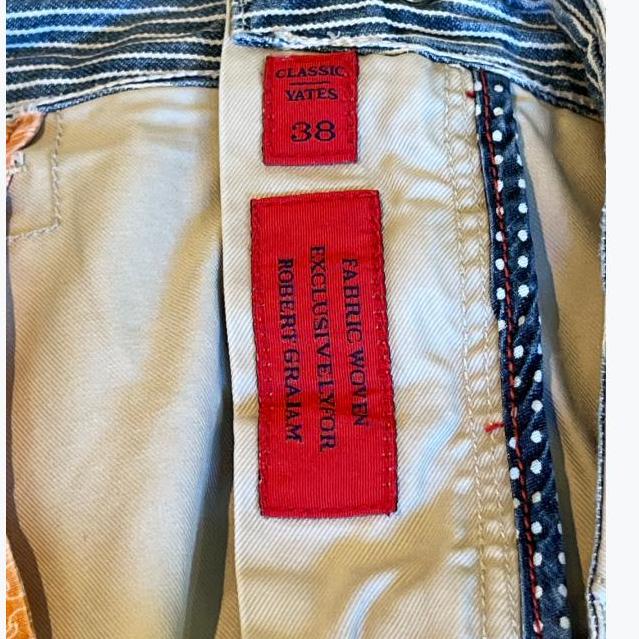 CLASSIC
YATES
38
FABRIC WOVEN
EXCLUSIVELY FOR
ROBERT GRAHAM